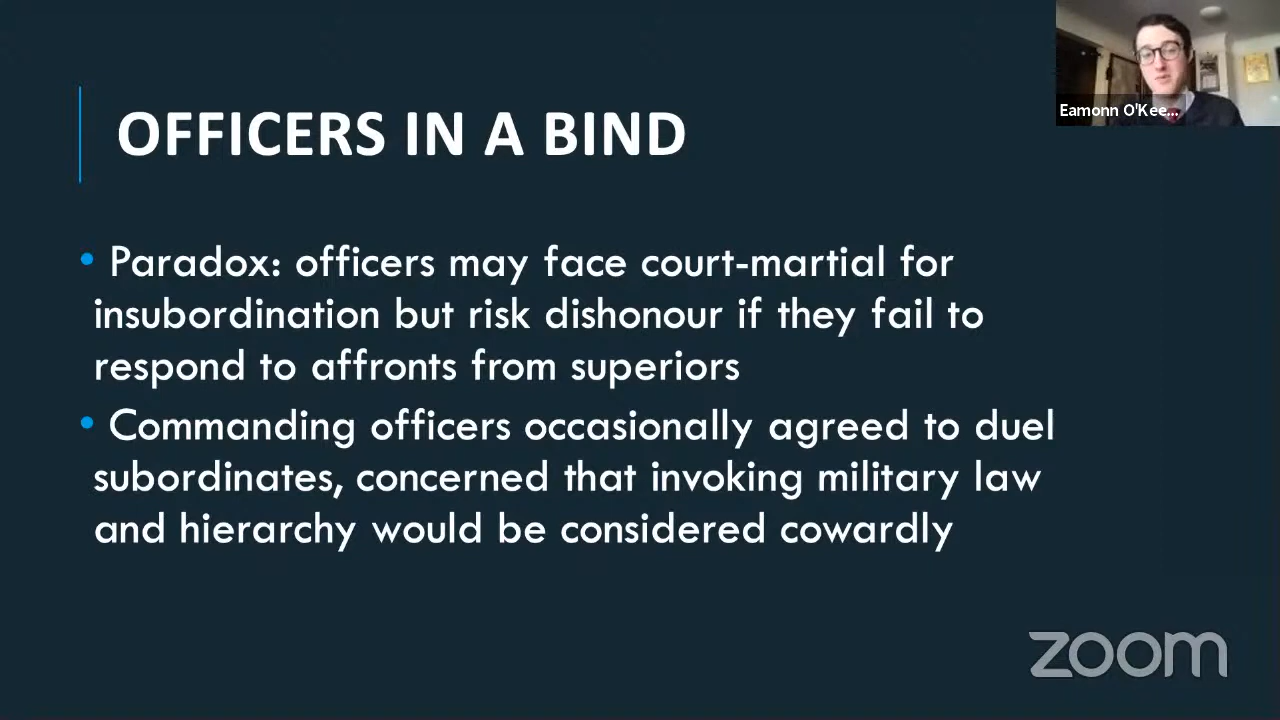 Eamonn O'Kee...
OFFICERS IN A BIND
• Paradox: officers may face court-martial for
insubordination but risk dishonour if they fail to
respond to affronts from superiors
• Commanding officers occasionally agreed to duel
subordinates, concerned that invoking military law
and hierarchy would be considered cowardly
zoom